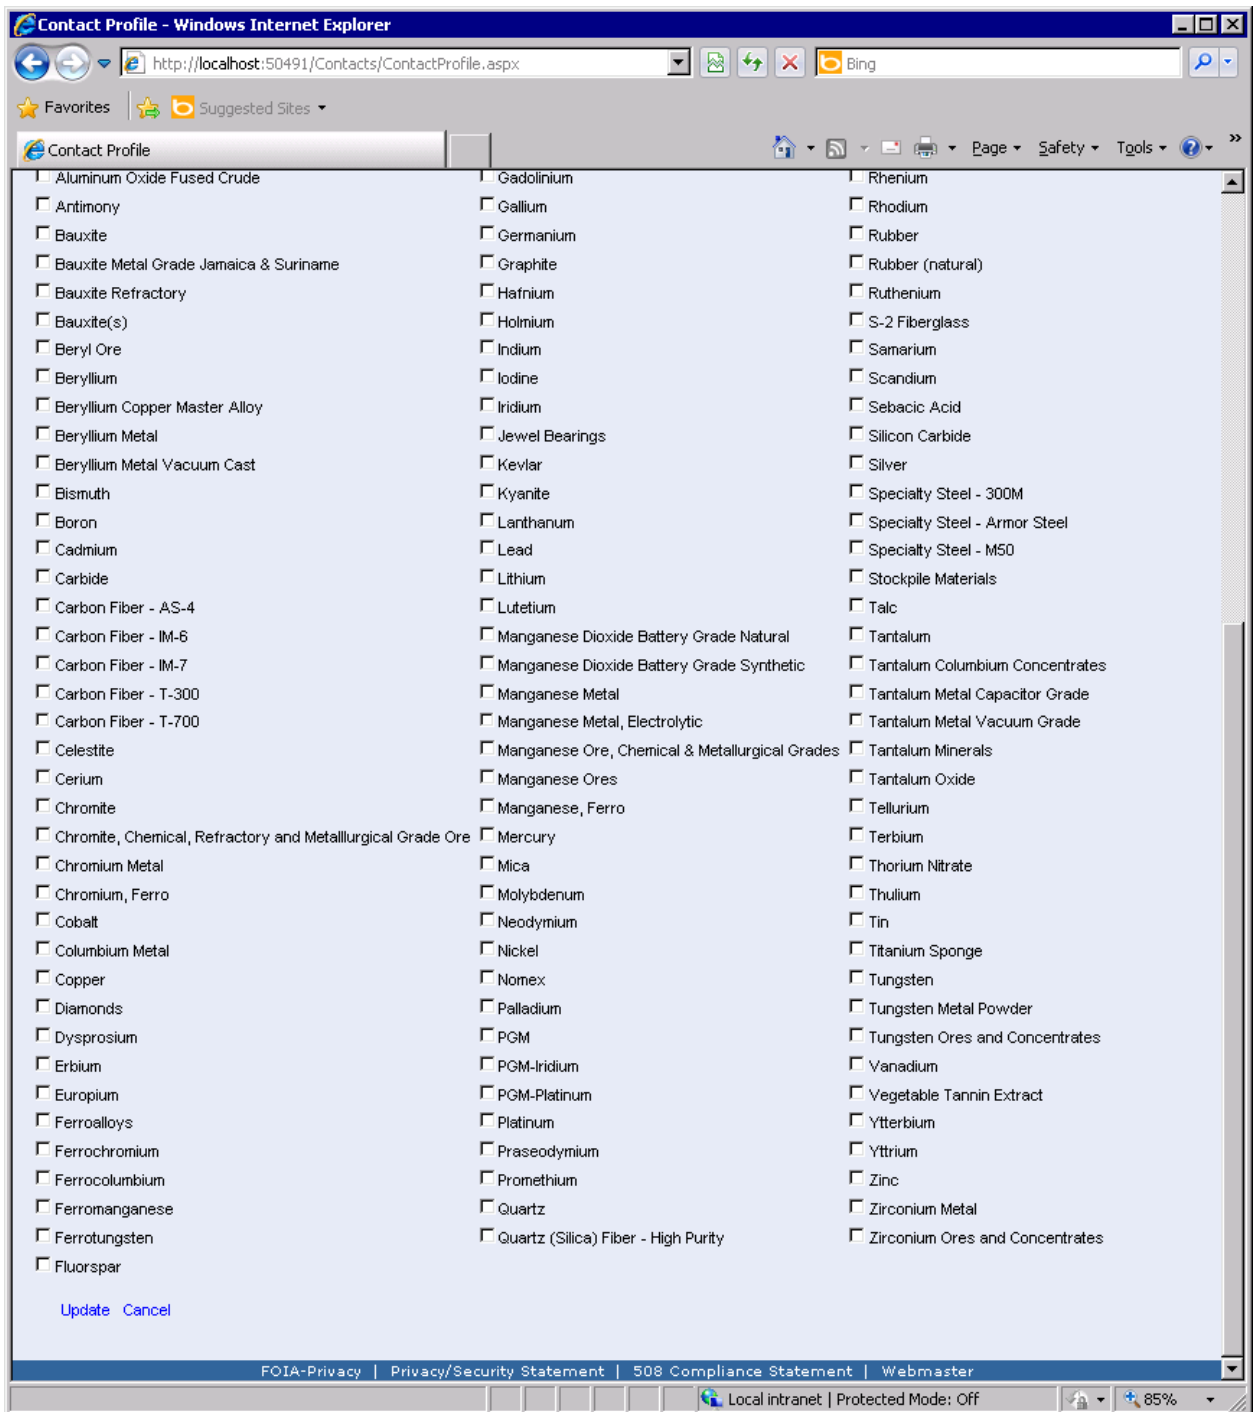 Contact Profile - Windows Internet Explorer
http://localhost:50491/Contacts/ContactProfile.aspx
Bing
Favorites
Suggested Sites
Contact Profile
Page
Safety
Tools
Aluminum Oxide Fused Crude
Antimony
Bauxite
Bauxite Metal Grade Jamaica & Suriname
Bauxite Refractory
Bauxite(s)
Beryl Ore
Beryllium
Beryllium Copper Master Alloy
Beryllium Metal
Beryllium Metal Vacuum Cast
Bismuth
Boron
Cadmium
Carbide
Carbon Fiber - AS-4
Carbon Fiber - IM-6
Carbon Fiber - IM-7
Carbon Fiber - T-300
Carbon Fiber - T-700
Celestite
Cerium
Chromite
Chromite, Chemical, Refractory and Metalllurgical Grade Ore
Chromium Metal
Chromium, Ferro
Cobalt
Columbium Metal
Copper
Diamonds
Dysprosium
Erbium
Europium
Ferroalloys
Ferrochromium
Ferrocolumbium
Ferromanganese
Ferrotungsten
Fluorspar
Gadolinium
Gallium
Germanium
Graphite
Hafnium
Holmium
Indium
Iodine
Iridium
Jewel Bearings
Kevlar
Kyanite
Lanthanum
Lead
Lithium
Lutetium
Manganese Dioxide Battery Grade Natural
Manganese Dioxide Battery Grade Synthetic
Manganese Metal
Manganese Metal, Electrolytic
Manganese Ore, Chemical & Metallurgical Grades
Manganese Ores
Manganese, Ferro
Mercury
Mica
Molybdenum
Neodymium
Nickel
Nomex
Palladium
PGM
PGM-Iridium
PGM-Platinum
Platinum
Praseodymium
Promethium
Quartz
Quartz (Silica) Fiber - High Purity
Rhenium
Rhodium
Rubber
Rubber (natural)
Ruthenium
S-2 Fiberglass
Samarium
Scandium
Sebacic Acid
Silicon Carbide
Silver
Specialty Steel - 300M
Specialty Steel - Armor Steel
Specialty Steel - M50
Stockpile Materials
Talc
Tantalum
Tantalum Columbium Concentrates
Tantalum Metal Capacitor Grade
Tantalum Metal Vacuum Grade
Tantalum Minerals
Tantalum Oxide
Tellurium
Terbium
Thorium Nitrate
Thulium
Tin
Titanium Sponge
Tungsten
Tungsten Metal Powder
Tungsten Ores and Concentrates
Vanadium
Vegetable Tannin Extract
Ytterbium
Yttrium
Zinc
Zirconium Metal
Zirconium Ores and Concentrates
Update Cancel
FOIA-Privacy | Privacy/Security Statement | 508 Compliance Statement | Webmaster
Local intranet | Protected Mode: Off
85%